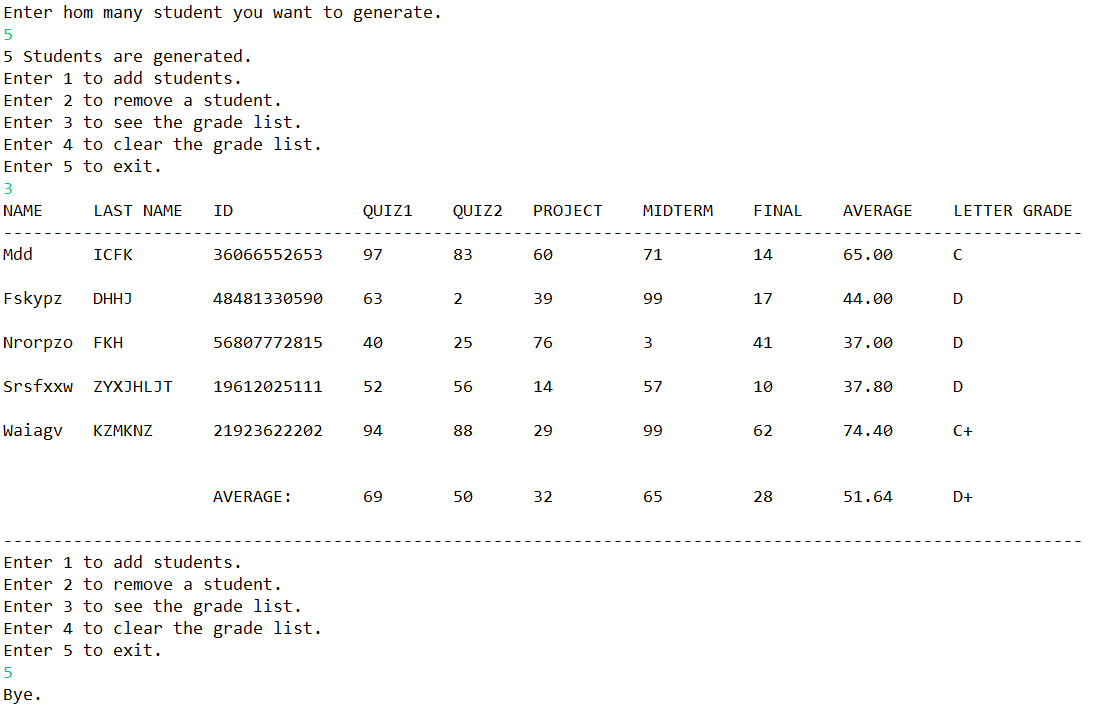 Enter hom many student you want to generate.
5
5 Students are generated.
Enter 1 to add students.
Enter 2 to remove a student.
Enter 3 to see the grade list.
Enter 4 to clear the grade list.
Enter 5 to exit.
3
NAME LAST NAME ID QUIZ1 QUIZ2 PROJECT MIDTERM FINAL AVERAGE LETTER GRADE
------------------------------------------------------------------------------------------------------------
Mdd ICFK 36066552653 97 83 60 71 14 65.00 C
Fskypz DHHJ 48481330590 63 2 39 99 17 44.00 D
Nrorpzo FKH 56807772815 40 25 76 3 41 37.00 D
Srsfxxw ZYXJHLJT 19612025111 52 56 14 57 10 37.80 D
Waiagv KZMKNZ 21923622202 94 88 29 99 62 74.40 C+
AVERAGE: 69 50 32 65 28 51.64 D+
------------------------------------------------------------------------------------------------------------
Enter 1 to add students.
Enter 2 to remove a student.
Enter 3 to see the grade list.
Enter 4 to clear the grade list.
Enter 5 to exit.
5
Bye.